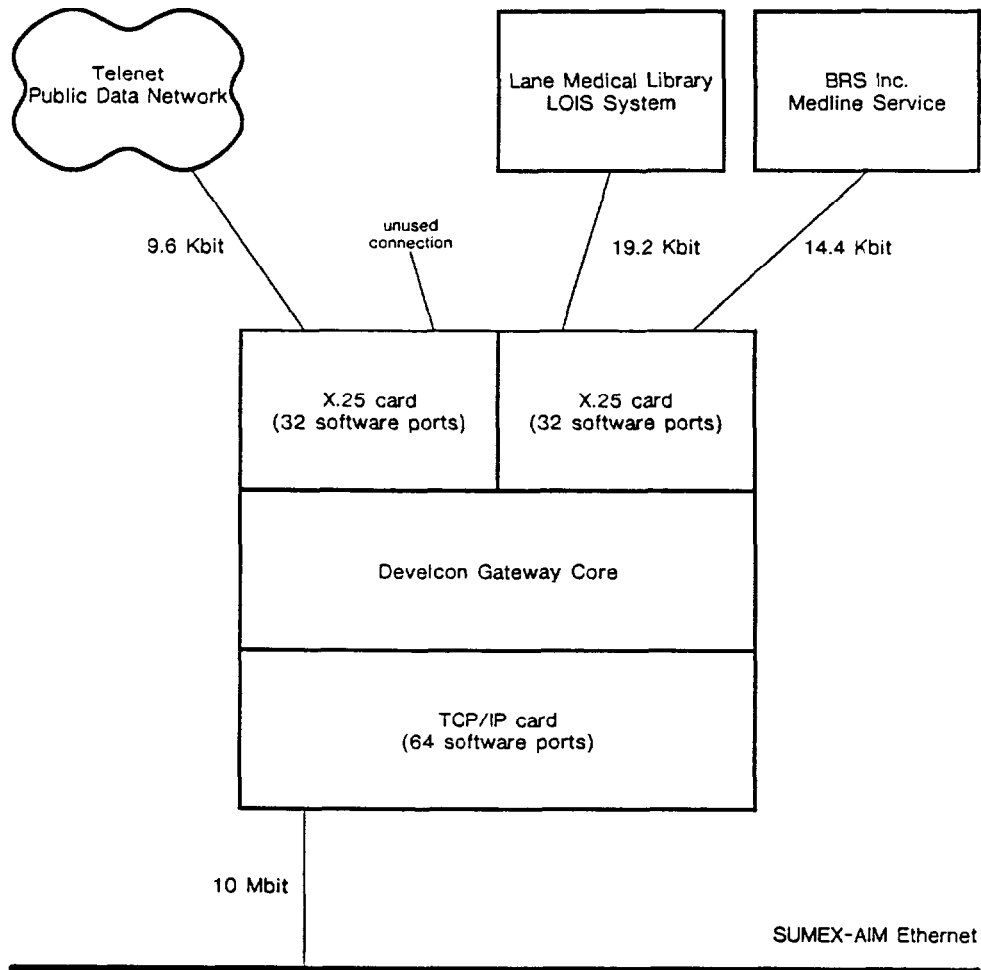 Telenet
Public Data Network
Lane Medical Library
LOIS System
BRS Inc.
Medline Service
9.6 Kbit
unused
connection
19.2 Kbit
14.4 Kbit
X.25 card
(32 software ports)
X.25 card
(32 software ports)
Develcon Gateway Core
TCP/IP card
(64 software ports)
10 Mbit
SUMEX-AIM Ethernet